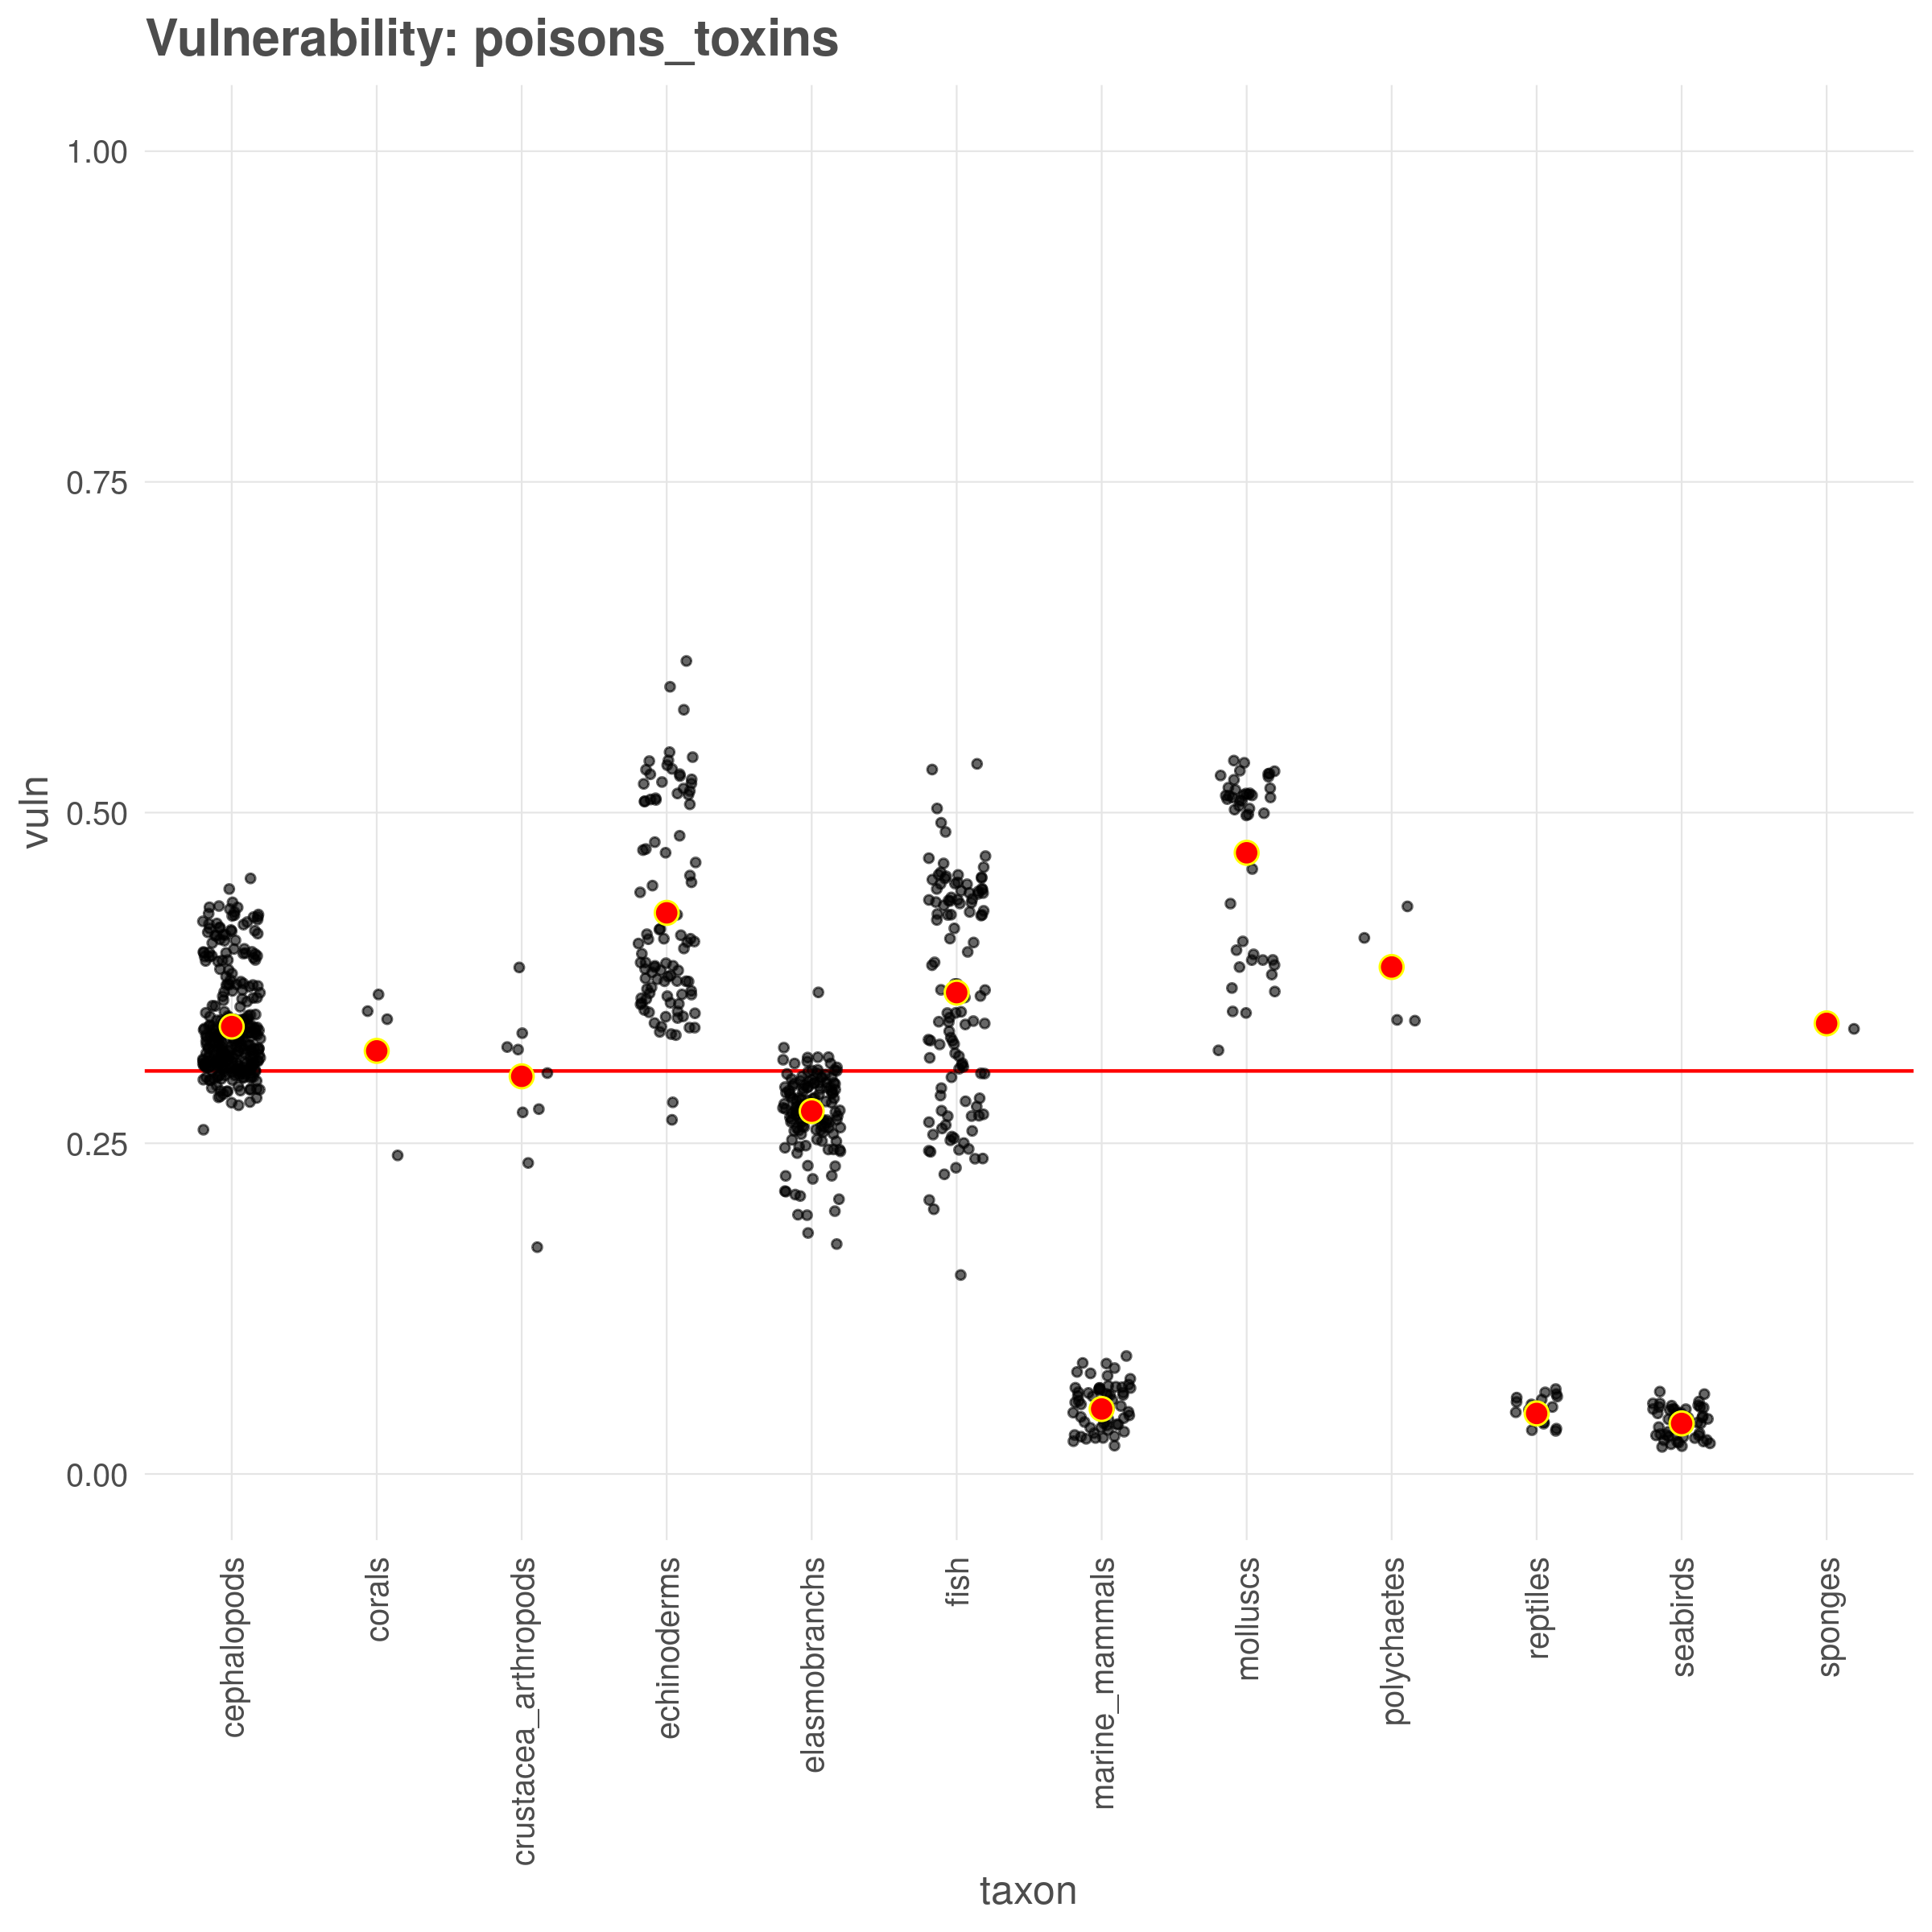 Vulnerability: poisons_toxins
1.00
0.75
0.50
0.25
0.00
vuln
cephalopods
corals
crustacea_arthropods
echinoderms
elasmobranchs
fish
marine_mammals
molluscs
polychaetes
reptiles
seabirds
sponges
taxon